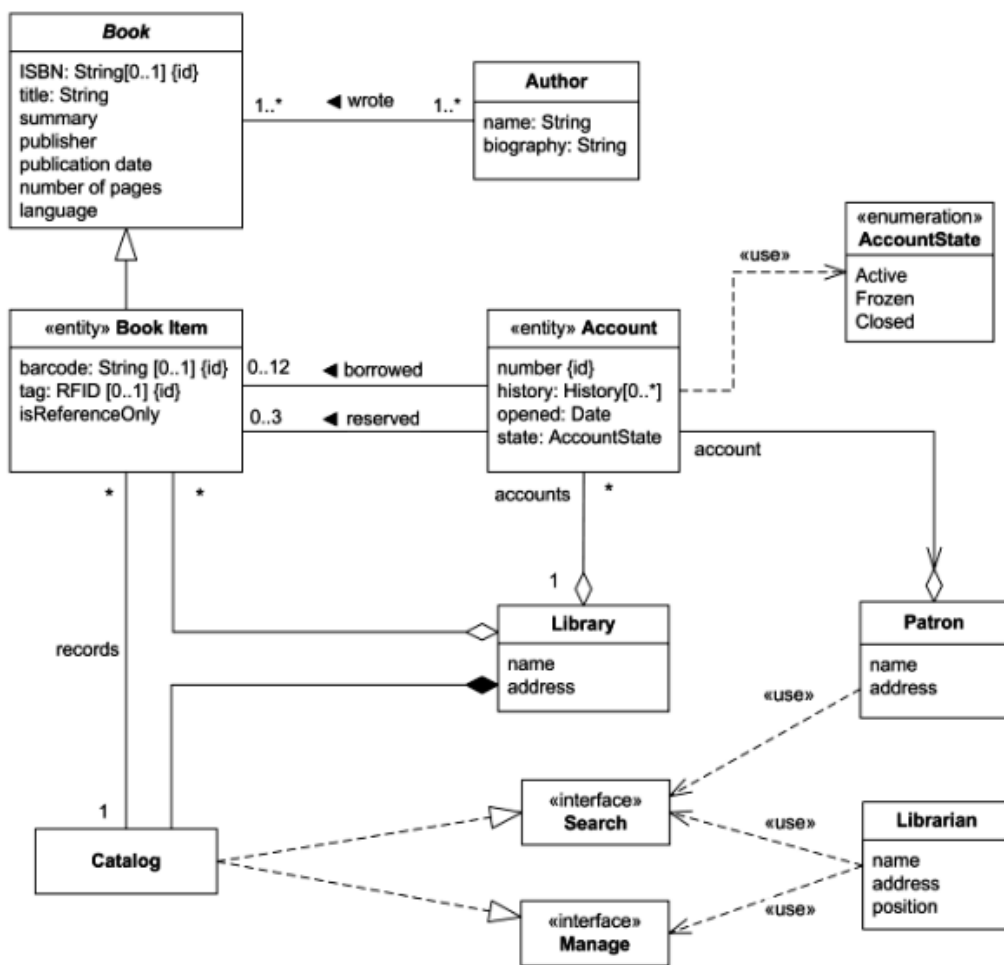 Book
ISBN: String[0..1] {id}
title: String
summary
publisher
publication date
number of pages
language
1..*
◄ wrote
1..*
Author
name: String
biography: String
«enumeration»
AccountState
Active
Frozen
Closed
«use»
«entity» Book Item
barcode: String [0..1] {id}
tag: RFID [0..1] {id}
isReferenceOnly
0..12
◄ borrowed
0..3
◄ reserved
«entity» Account
number {id}
history: History[0..*]
opened: Date
state: AccountState
account
*
*
accounts
*
1
Library
name
address
Patron
name
address
records
«use»
1
Catalog
«interface»
Search
«use»
Librarian
name
address
position
«use»
«interface»
Manage